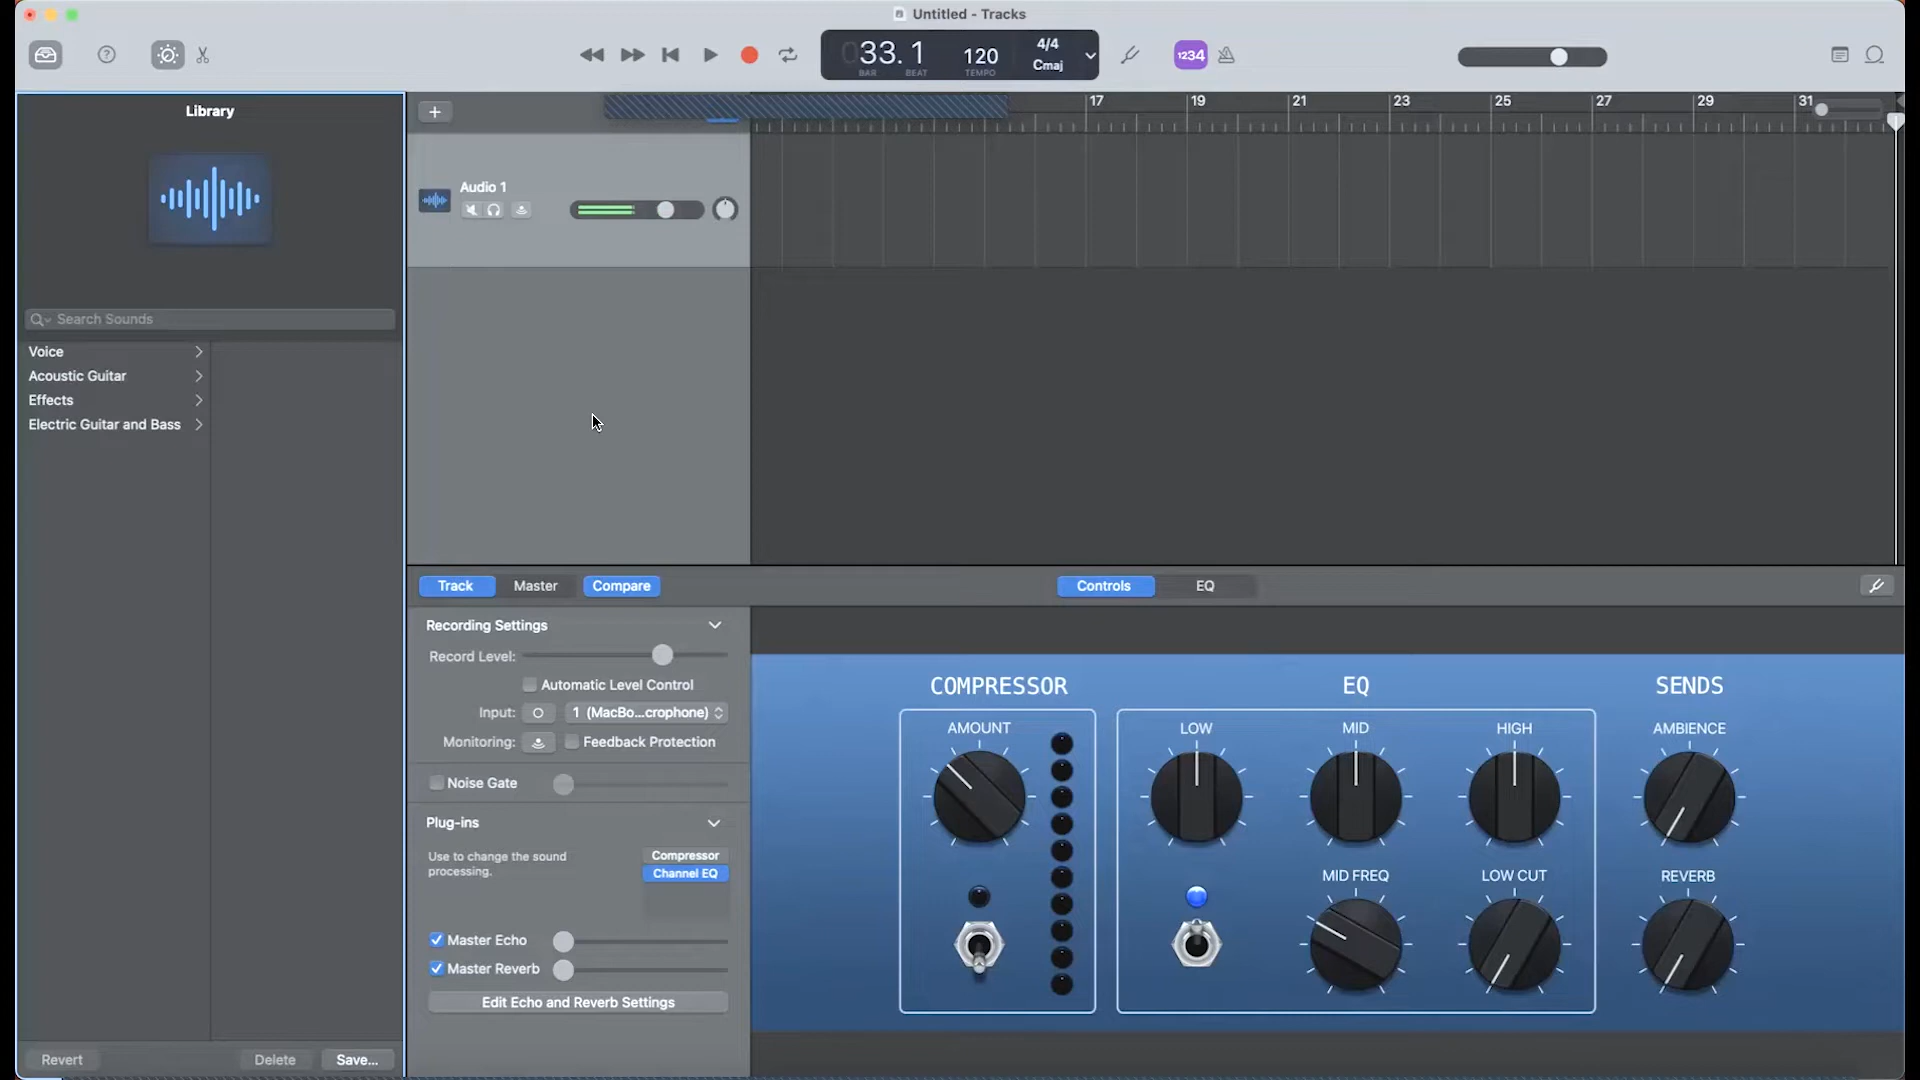 Untitled - Tracks
033.1
BAR
BEAT
120
TEMPO
4/4
Cmaj
1234
Library
17
19
21
23
25
27
29
31
Audio 1
Search Sounds
Voice
Acoustic Guitar
Effects
Electric Guitar and Bass
Track
Master
Compare
Controls
EQ
Recording Settings
Record Level:
Automatic Level Control
Input:
1 (MacBo...crophone)
Monitoring:
Feedback Protection
Noise Gate
Plug-ins
Use to change the sound
processing.
Compressor
Channel EQ
Master Echo
Master Reverb
Edit Echo and Reverb Settings
COMPRESSOR
AMOUNT
EQ
LOW
MID
HIGH
MID FREQ
LOW CUT
SENDS
AMBIENCE
REVERB
Revert
Delete
Save...